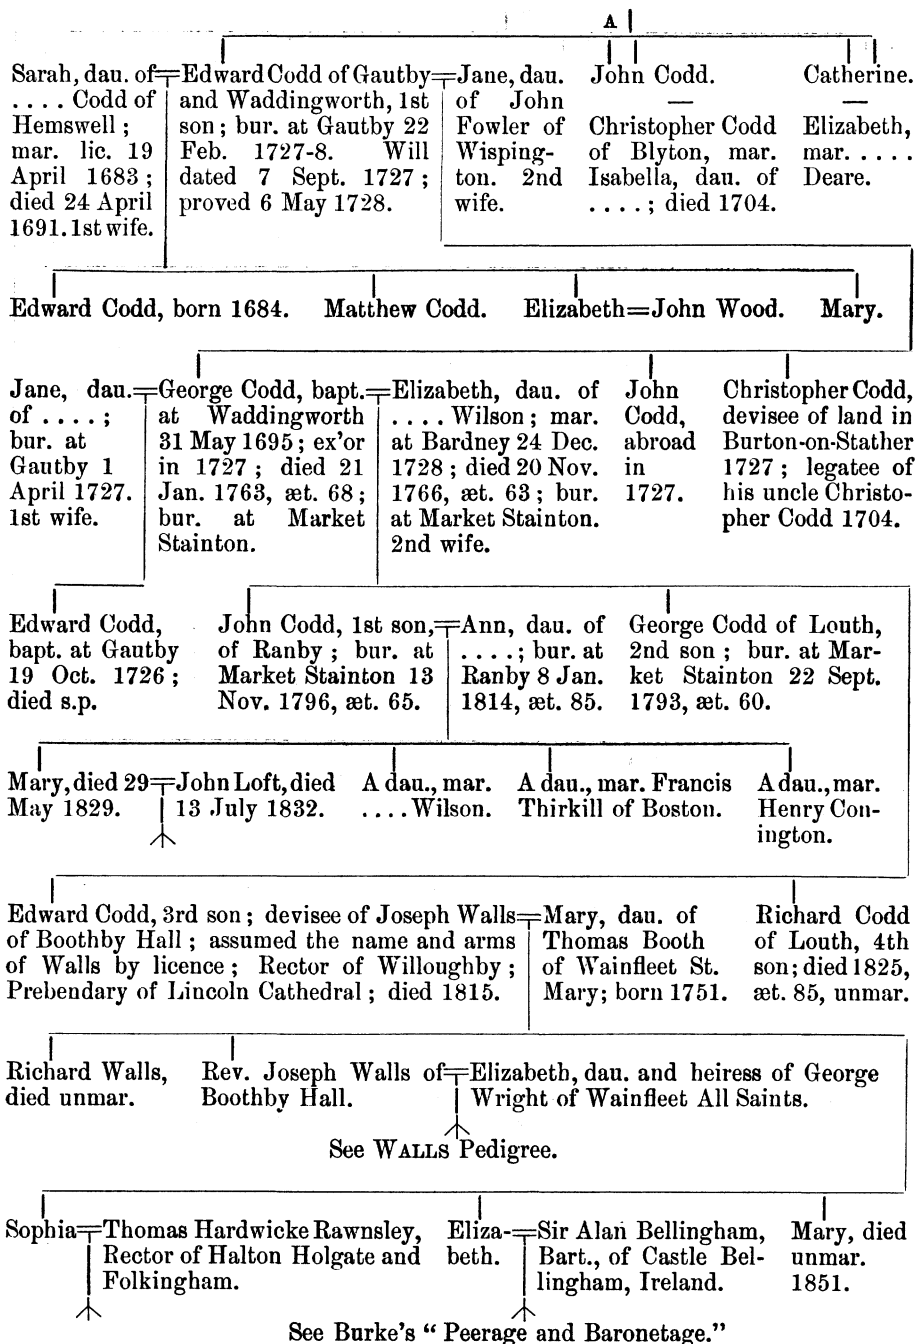 A
Sarah, dau. of
. . . . Codd of
Hemswell ;
mar. lic. 19
April 1683 ;
died 24 April
1691. 1st wife.
Edward Codd of Gautby
and Waddingworth, 1st
son ; bur. at Gautby 22
Feb. 1727-8. Will
dated 7 Sept. 1727 ;
proved 6 May 1728.
Jane, dau.
of John
Fowler of
Wisping-
ton. 2nd
wife.
John Codd.
—
Christopher Codd
of Blyton, mar.
Isabella, dau. of
. . . . ; died 1704.
Catherine.
—
Elizabeth,
mar. . . . .
Deare.
Edward Codd, born 1684.
Matthew Codd.
Elizabeth=John Wood.
Mary.
Jane, dau.
of . . . . ;
bur. at
Gautby 1
April 1727.
1st wife.
George Codd, bapt.
at Waddingworth
31 May 1695 ; ex'or
in 1727 ; died 21
Jan. 1763, æt. 68 ;
bur. at Market
Stainton.
Elizabeth, dau. of
. . . . Wilson ; mar.
at Bardney 24 Dec.
1728 ; died 20 Nov.
1766, æt. 63 ; bur.
at Market Stainton.
2nd wife.
John
Codd,
abroad
in
1727.
Christopher Codd,
devisee of land in
Burton-on-Stather
1727 ; legatee of
his uncle Christo-
pher Codd 1704.
Edward Codd,
bapt. at Gautby
19 Oct. 1726 ;
died s.p.
John Codd, 1st son,
of Ranby ; bur. at
Market Stainton 13
Nov. 1796, æt. 65.
Ann, dau. of
. . . . ; bur. at
Ranby 8 Jan.
1814, æt. 85.
George Codd of Louth,
2nd son ; bur. at Mar-
ket Stainton 22 Sept.
1793, æt. 60.
Mary, died 29
May 1829.
John Loft, died
13 July 1832.
A dau., mar.
. . . . Wilson.
A dau., mar. Francis
Thirkill of Boston.
A dau., mar.
Henry Con-
ington.
Edward Codd, 3rd son ; devisee of Joseph Walls
of Boothby Hall ; assumed the name and arms
of Walls by licence ; Rector of Willoughby ;
Prebendary of Lincoln Cathedral ; died 1815.
Mary, dau. of
Thomas Booth
of Wainfleet St.
Mary; born 1751.
Richard Codd
of Louth, 4th
son; died 1825,
æt. 85, unmar.
Richard Walls,
died unmar.
Rev. Joseph Walls of
Boothby Hall.
Elizabeth, dau. and heiress of George
Wright of Wainfleet All Saints.
See WALLS Pedigree.
Sophia
Thomas Hardwicke Rawnsley,
Rector of Halton Holgate and
Folkingham.
Eliza-
beth.
Sir Alan Bellingham,
Bart., of Castle Bel-
lingham, Ireland.
Mary, died
unmar.
1851.
See Burke's “ Peerage and Baronetage.”